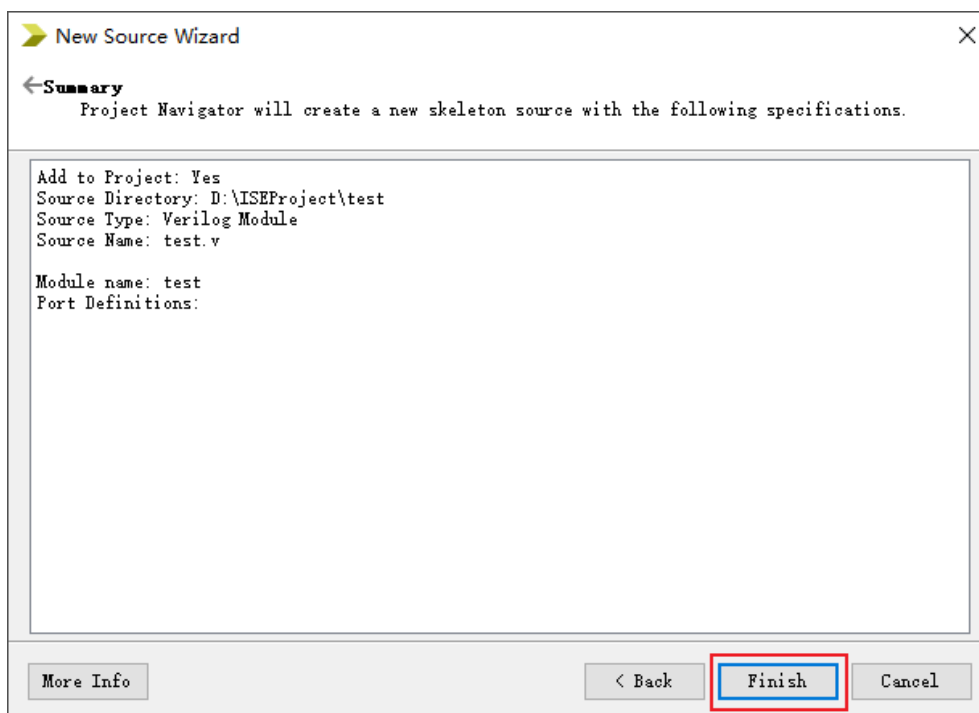 New Source Wizard
Summary
Project Navigator will create a new skeleton source with the following specifications.
Add to Project: Yes
Source Directory: D:\ISEProject\test
Source Type: Verilog Module
Source Name: test.v
Module name: test
Port Definitions:
More Info
< Back
Finish
Cancel